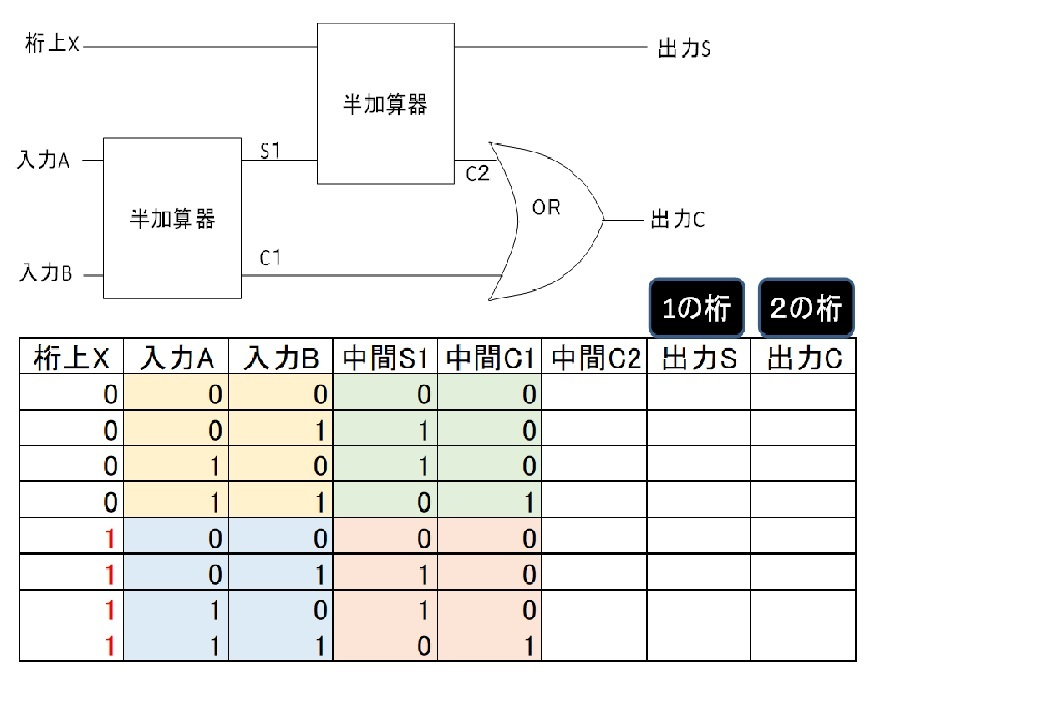 桁上X
出力S
半加算器
入力A
S1
C2
半加算器
OR
出力C
C1
入力B
1の桁 2の桁
桁上X 入力A 入力B 中間S1 中間C1 中間C2 出力S 出力C
0 0 0 0 0
0 0 1 1 0
0 1 0 1 0
0 1 1 0 1
1 0 0 0 0
1 0 1 1 0
1 1 0 1 0
1 1 1 0 1